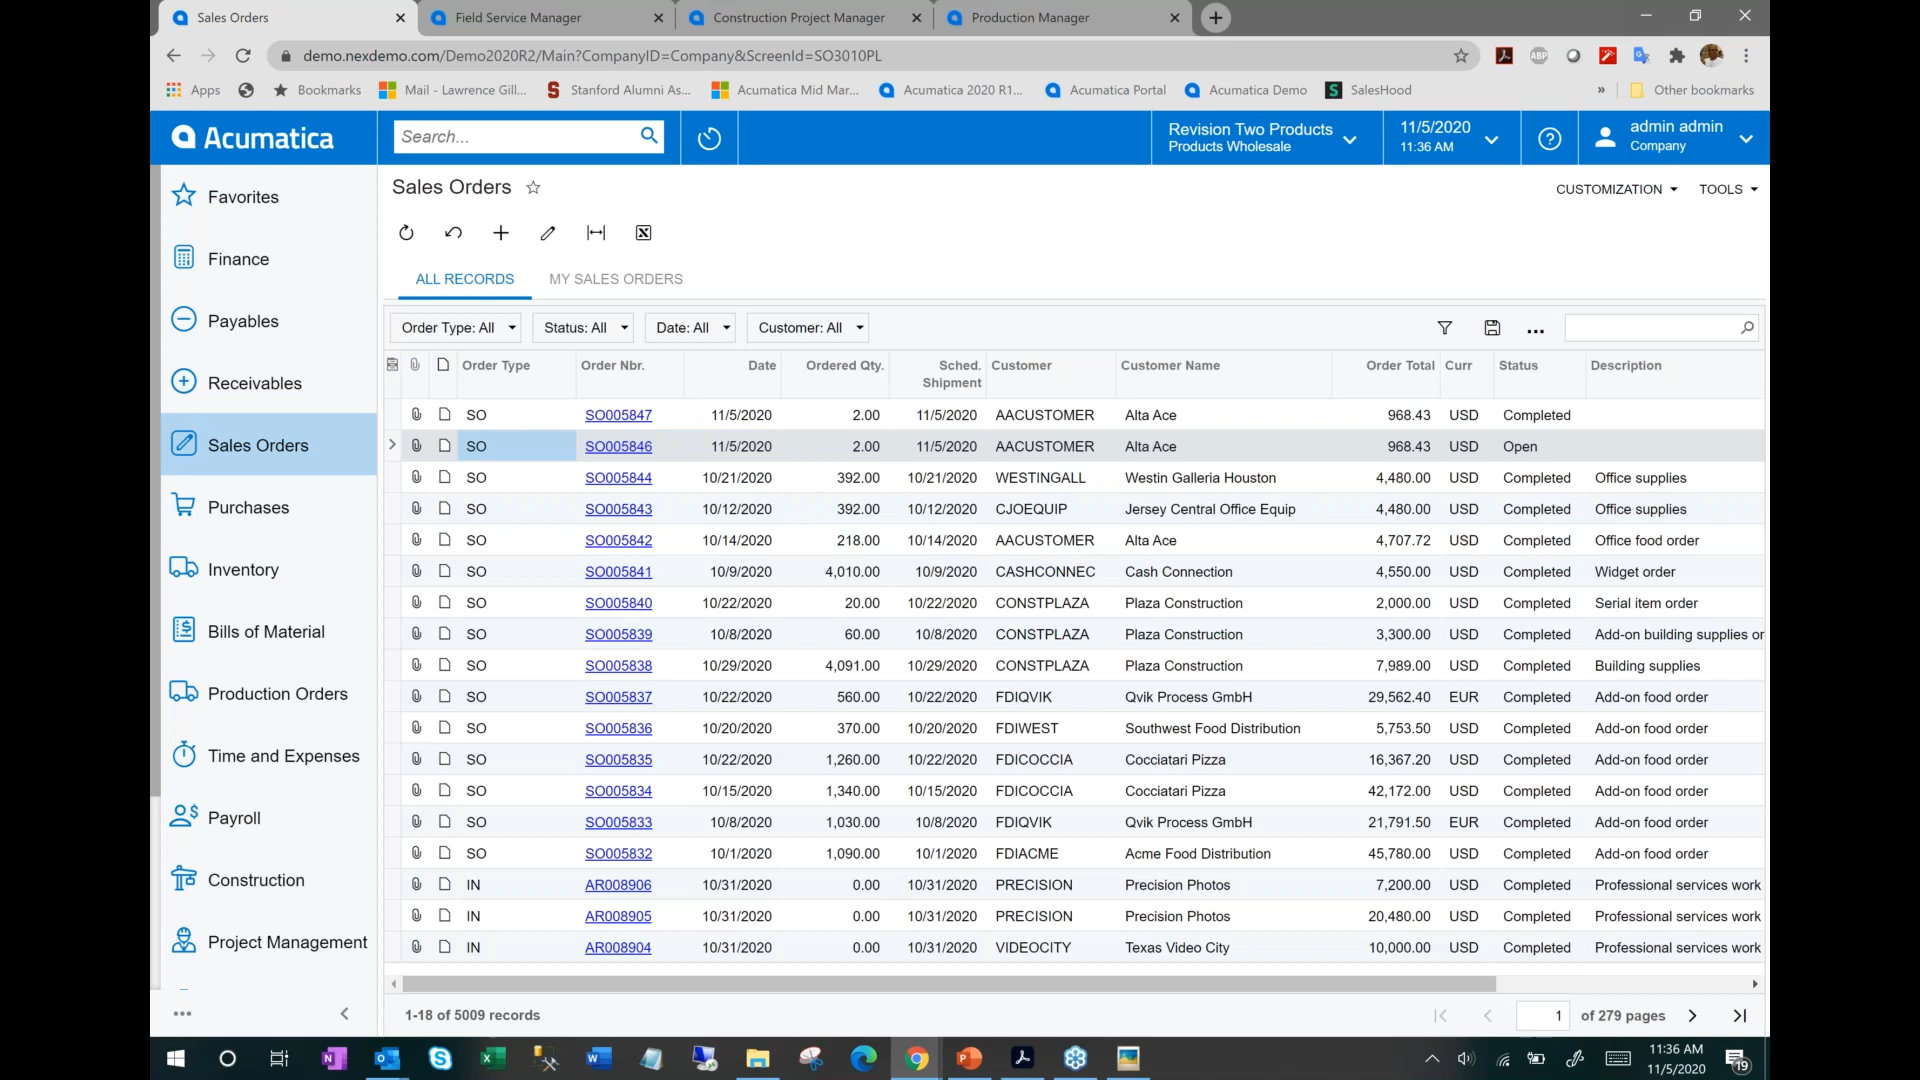 Sales Orders
Field Service Manager
Construction Project Manager
Production Manager
demo.nexdemo.com/Demo2020R2/Main?CompanyID=Company&ScreenId=SO3010PL
ABP
Apps
Bookmarks
Mail - Lawrence Gill...
Stanford Alumni As...
Acumatica Mid Mar...
Acumatica 2020 R1...
Acumatica Portal
Acumatica Demo
SalesHood
»
Other bookmarks
Acumatica
Search...
Revision Two Products
Products Wholesale
11/5/2020
11:36 AM
admin admin
Company
Favorites
Finance
Payables
Receivables
Sales Orders
Purchases
Inventory
Bills of Material
Production Orders
Time and Expenses
Payroll
Construction
Project Management
Sales Orders
CUSTOMIZATION
TOOLS
ALL RECORDS
MY SALES ORDERS
Order Type: All
Status: All
Date: All
Customer: All
Order Type Order Nbr. Date Ordered Qty. Sched. Shipment Customer Customer Name Order Total Curr Status Description
SO SO005847 11/5/2020 2.00 11/5/2020 AACUSTOMER Alta Ace 968.43 USD Completed
SO SO005846 11/5/2020 2.00 11/5/2020 AACUSTOMER Alta Ace 968.43 USD Open
SO SO005844 10/21/2020 392.00 10/21/2020 WESTINGALL Westin Galleria Houston 4,480.00 USD Completed Office supplies
SO SO005843 10/12/2020 392.00 10/12/2020 CJOEQUIP Jersey Central Office Equip 4,480.00 USD Completed Office supplies
SO SO005842 10/14/2020 218.00 10/14/2020 AACUSTOMER Alta Ace 4,707.72 USD Completed Office food order
SO SO005841 10/9/2020 4,010.00 10/9/2020 CASHCONNEC Cash Connection 4,550.00 USD Completed Widget order
SO SO005840 10/22/2020 20.00 10/22/2020 CONSTPLAZA Plaza Construction 2,000.00 USD Completed Serial item order
SO SO005839 10/8/2020 60.00 10/8/2020 CONSTPLAZA Plaza Construction 3,300.00 USD Completed Add-on building supplies or
SO SO005838 10/29/2020 4,091.00 10/29/2020 CONSTPLAZA Plaza Construction 7,989.00 USD Completed Building supplies
SO SO005837 10/22/2020 560.00 10/22/2020 FDIQVIK Qvik Process GmbH 29,562.40 EUR Completed Add-on food order
SO SO005836 10/20/2020 370.00 10/20/2020 FDIWEST Southwest Food Distribution 5,753.50 USD Completed Add-on food order
SO SO005835 10/22/2020 1,260.00 10/22/2020 FDICOCCIA Cocciatari Pizza 16,367.20 USD Completed Add-on food order
SO SO005834 10/15/2020 1,340.00 10/15/2020 FDICOCCIA Cocciatari Pizza 42,172.00 USD Completed Add-on food order
SO SO005833 10/8/2020 1,030.00 10/8/2020 FDIQVIK Qvik Process GmbH 21,791.50 EUR Completed Add-on food order
SO SO005832 10/1/2020 1,090.00 10/1/2020 FDIACME Acme Food Distribution 45,780.00 USD Completed Add-on food order
IN AR008906 10/31/2020 0.00 10/31/2020 PRECISION Precision Photos 7,200.00 USD Completed Professional services work
IN AR008905 10/31/2020 0.00 10/31/2020 PRECISION Precision Photos 20,480.00 USD Completed Professional services work
IN AR008904 10/31/2020 0.00 10/31/2020 VIDEOCITY Texas Video City 10,000.00 USD Completed Professional services work
1-18 of 5009 records
1 of 279 pages
11:36 AM
11/5/2020
19